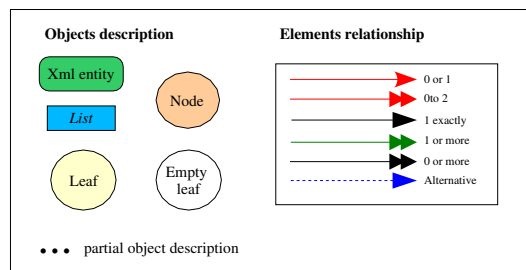 Objects description
Elements relationship
Xml entity
Node
List
Leaf
Empty
leaf
0 or 1
0to 2
1 exactly
1 or more
0 or more
Alternative
partial object description